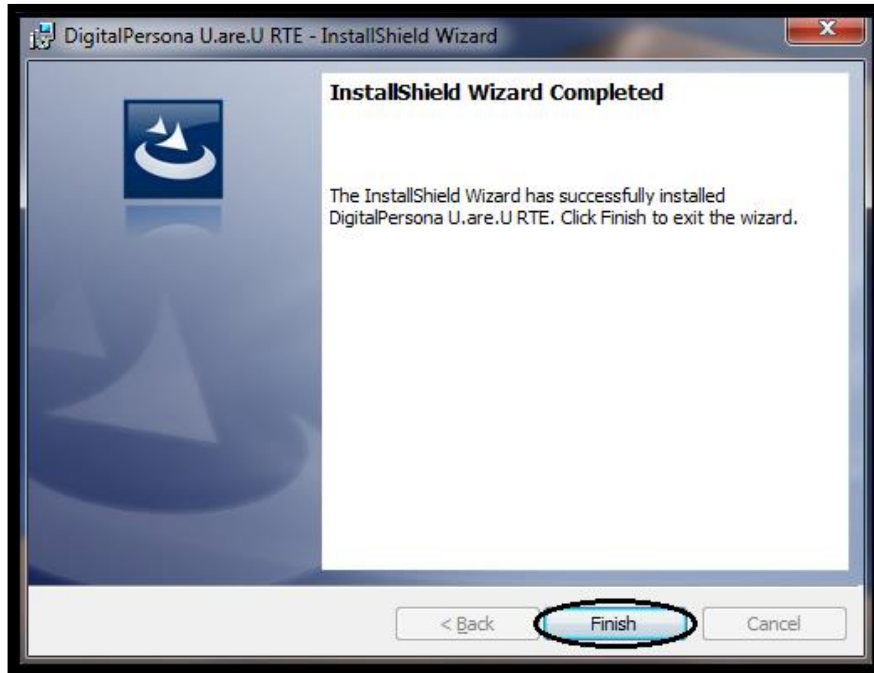 DigitalPersona U.are.U RTE - InstallShield Wizard
InstallShield Wizard Completed
The InstallShield Wizard has successfully installed
DigitalPersona U.are.U RTE. Click Finish to exit the wizard.
< Back
Finish
Cancel